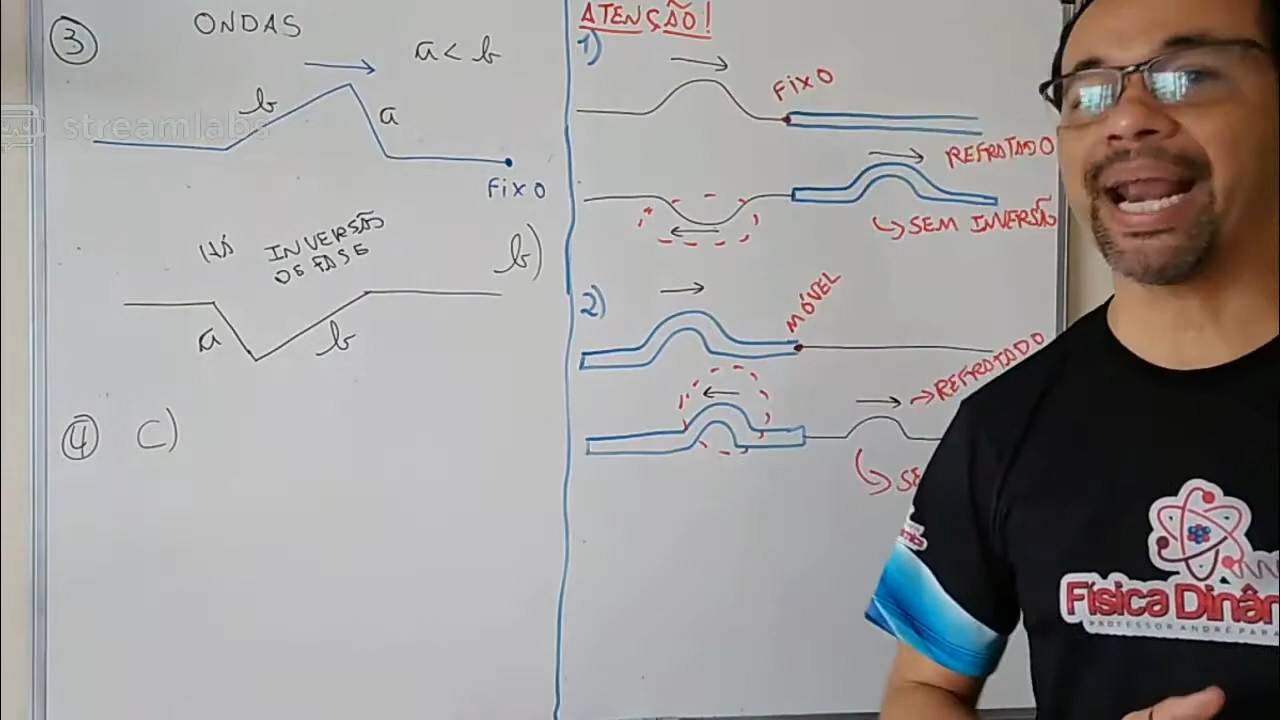 streamlabs
③ ONDAS
a < b
b
a
FIXO
HÁ INVERSÃO
DE FASE
b)
a
b
④ C)
ATENÇÃO!
1)
FIXO
REFRATADO
SEM INVERSÃO
2)
MÓVEL
REFRATADO
Física Dinâ